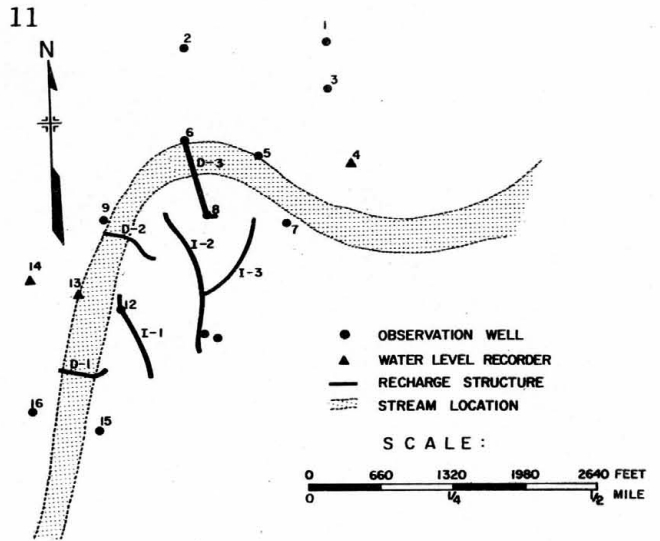 11
N
1
2
3
4
5
6
D-3
7
8
9
D-2
I-2
I-3
14
13
12
I-1
D-1
16
15
OBSERVATION WELL
WATER LEVEL RECORDER
RECHARGE STRUCTURE
STREAM LOCATION
SCALE:
0 660 1320 1980 2640 FEET
0 1/4 1/2 MILE